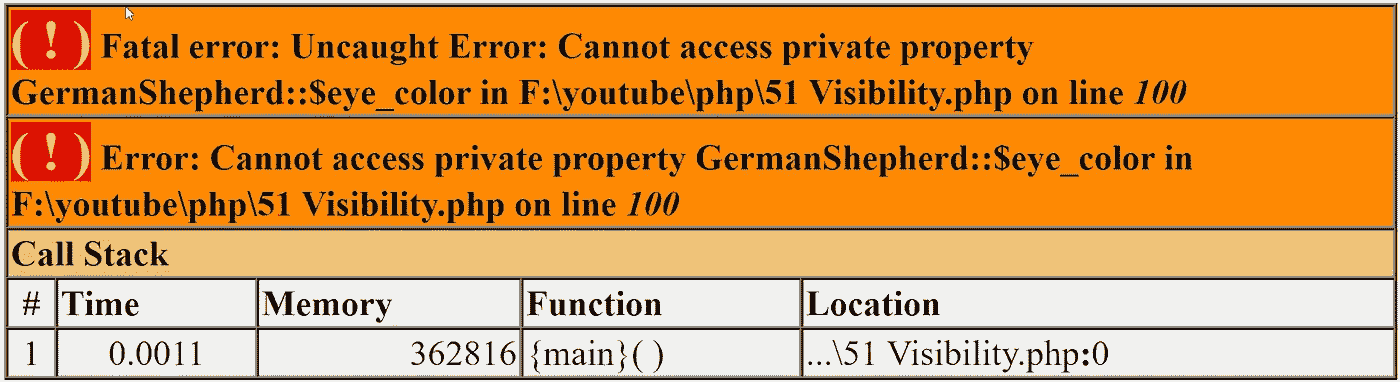 ( ! ) Fatal error: Uncaught Error: Cannot access private property
GermanShepherd::$eye_color in F:\youtube\php\51 Visibility.php on line 100
( ! ) Error: Cannot access private property GermanShepherd::$eye_color in
F:\youtube\php\51 Visibility.php on line 100
Call Stack
# Time Memory Function Location
1 0.0011 362816 {main}( ) ...\51 Visibility.php:0